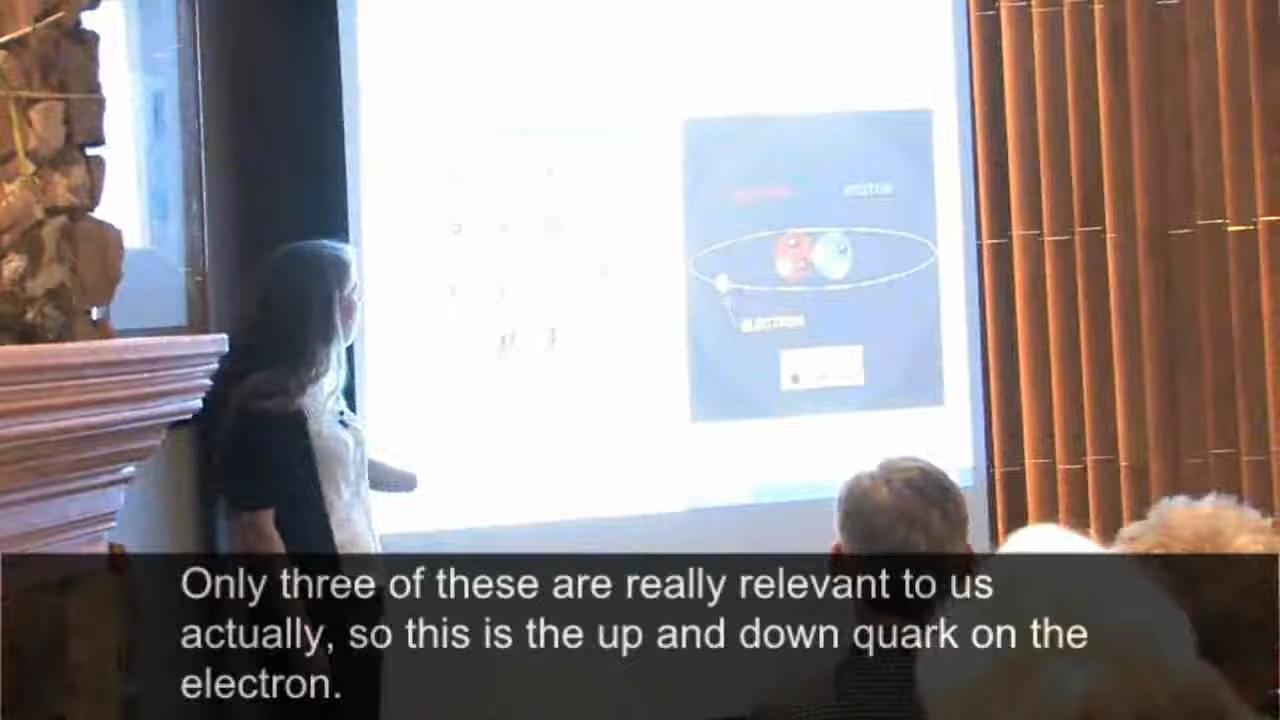 ELECTRON
Only three of these are really relevant to us
actually, so this is the up and down quark on the
electron.